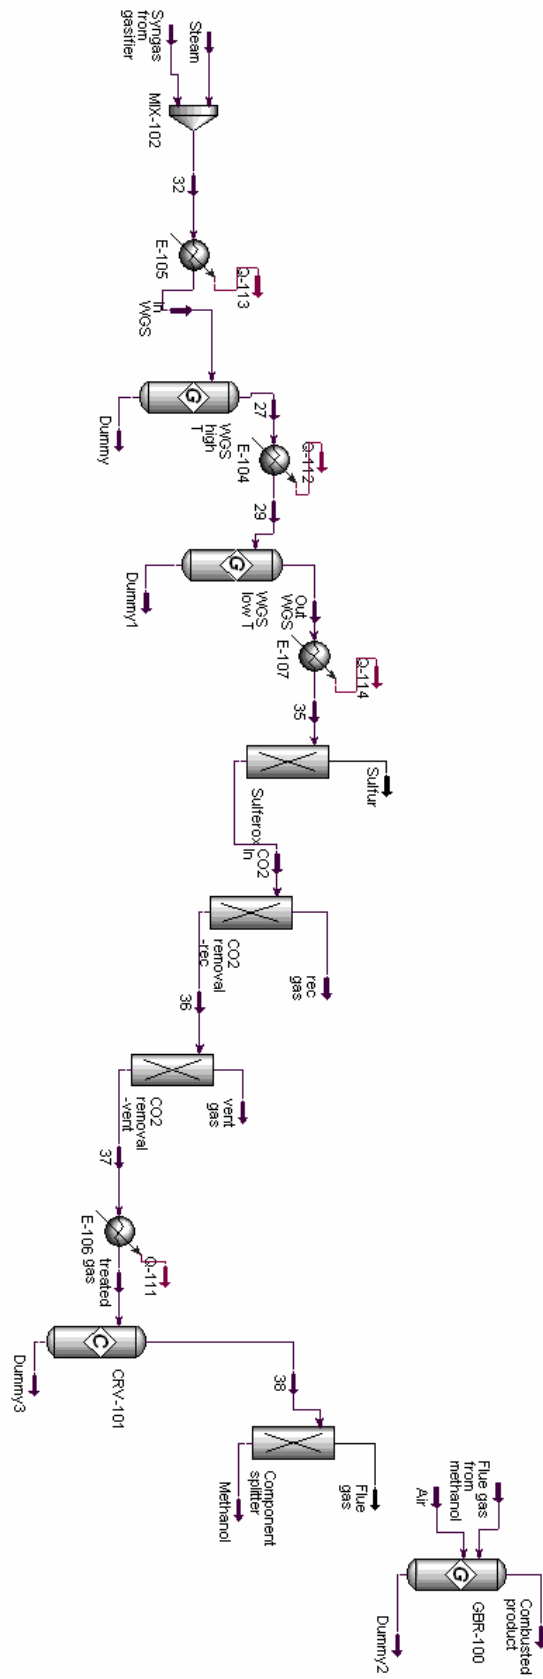 Steam
Syngas
from
gasifier
MIX-102
32
E-105
Q-113
In
WGS
WGS
high
T
Dummy
27
E-104
Q-112
29
WGS
low T
Dummy1
Out
WGS
E-107
Q-114
35
Sulfur
Sulferox
CO2
In
CO2
removal
-rec
rec
gas
36
CO2
removal
-vent
vent
gas
37
E-106
Q-111
treated
gas
CRV-101
Dummy3
38
Component
splitter
Flue
gas
Methanol
Flue gas
from
methanol
Air
GBR-100
Combusted
product
Dummy2
G
G
C
G